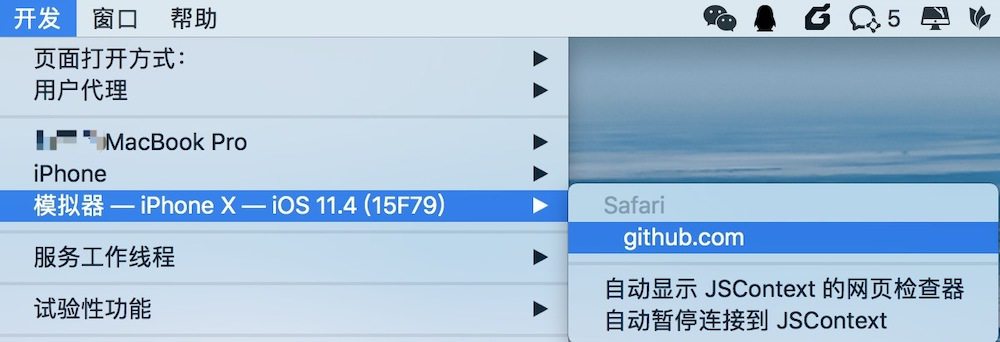 开发 窗口 帮助 5
页面打开方式：
用户代理
MacBook Pro
iPhone
模拟器 — iPhone X — iOS 11.4 (15F79)
服务工作线程
试验性功能
Safari
github.com
自动显示 JSContext 的网页检查器
自动暂停连接到 JSContext